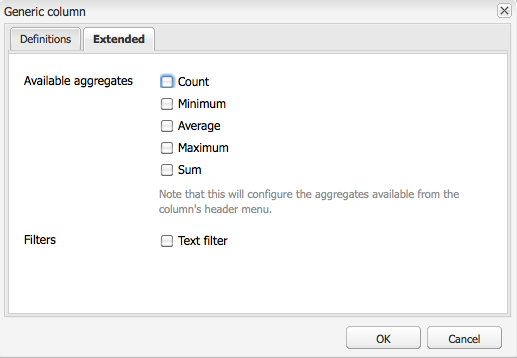 Generic column
Definitions
Extended
Available aggregates
Count
Minimum
Average
Maximum
Sum
Note that this will configure the aggregates available from the
column's header menu.
Filters
Text filter
OK
Cancel